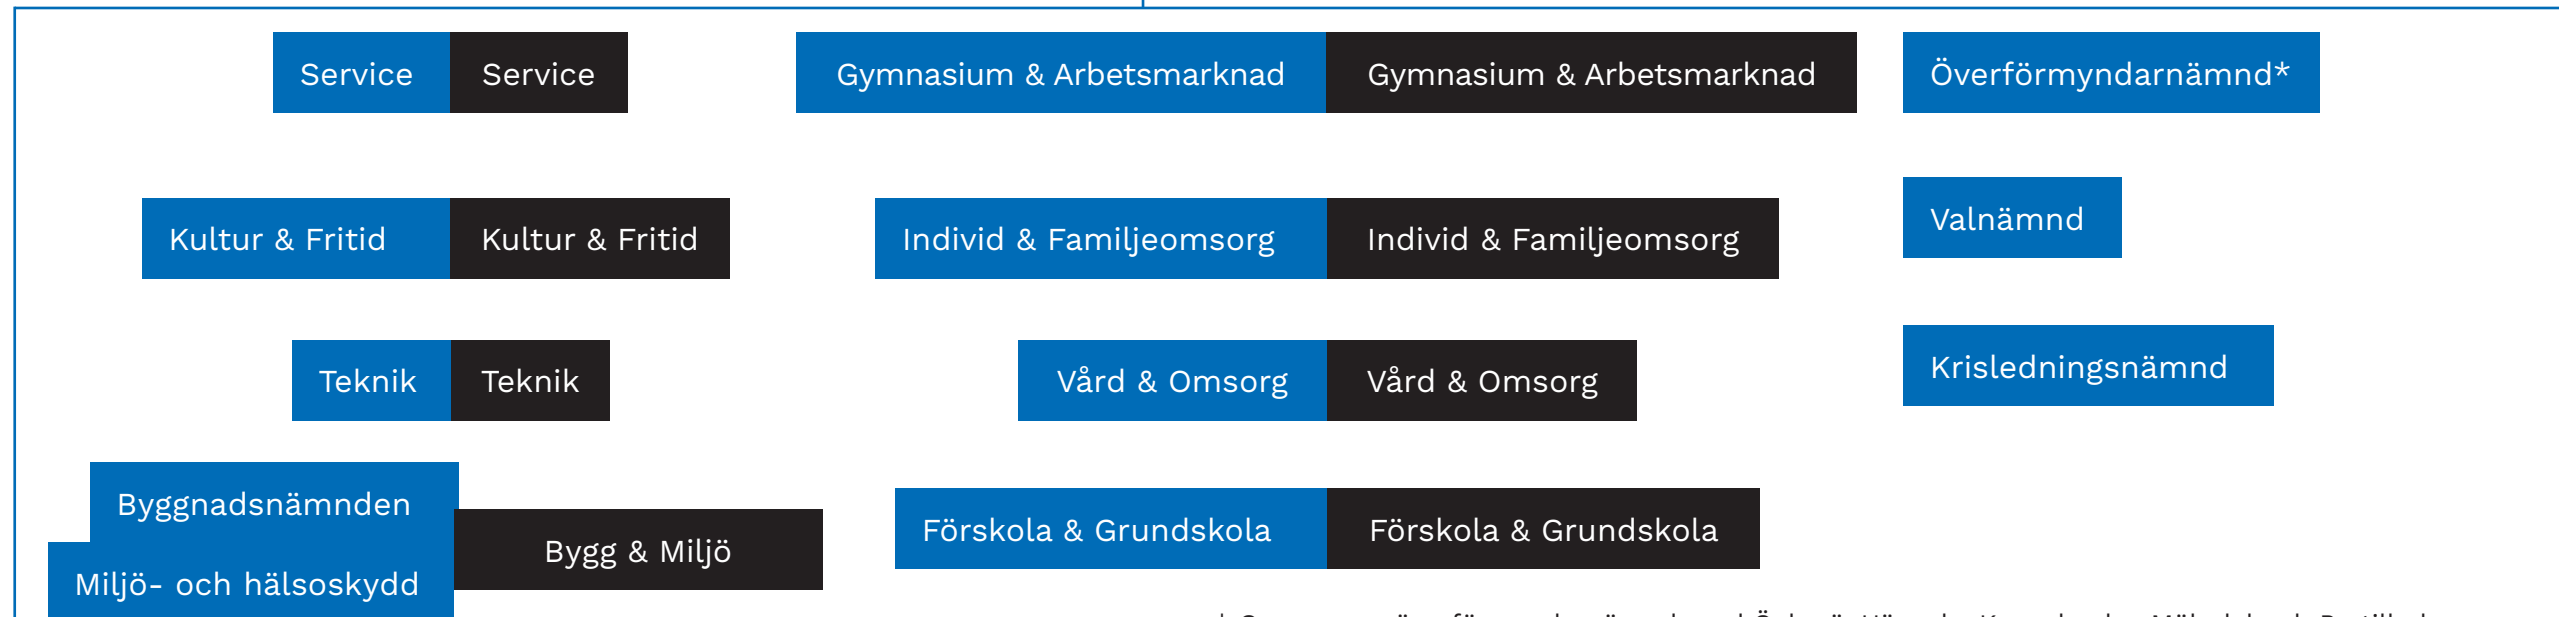 Service Service Gymnasium & Arbetsmarknad Gymnasium & Arbetsmarknad Överförmyndarnämnd*
Kultur & Fritid Kultur & Fritid Individ & Familjeomsorg Individ & Familjeomsorg Valnämnd
Teknik Teknik Vård & Omsorg Vård & Omsorg Krisledningsnämnd
Byggnadsnämnden
Bygg & Miljö Förskola & Grundskola Förskola & Grundskola
Miljö- och hälsoskydd